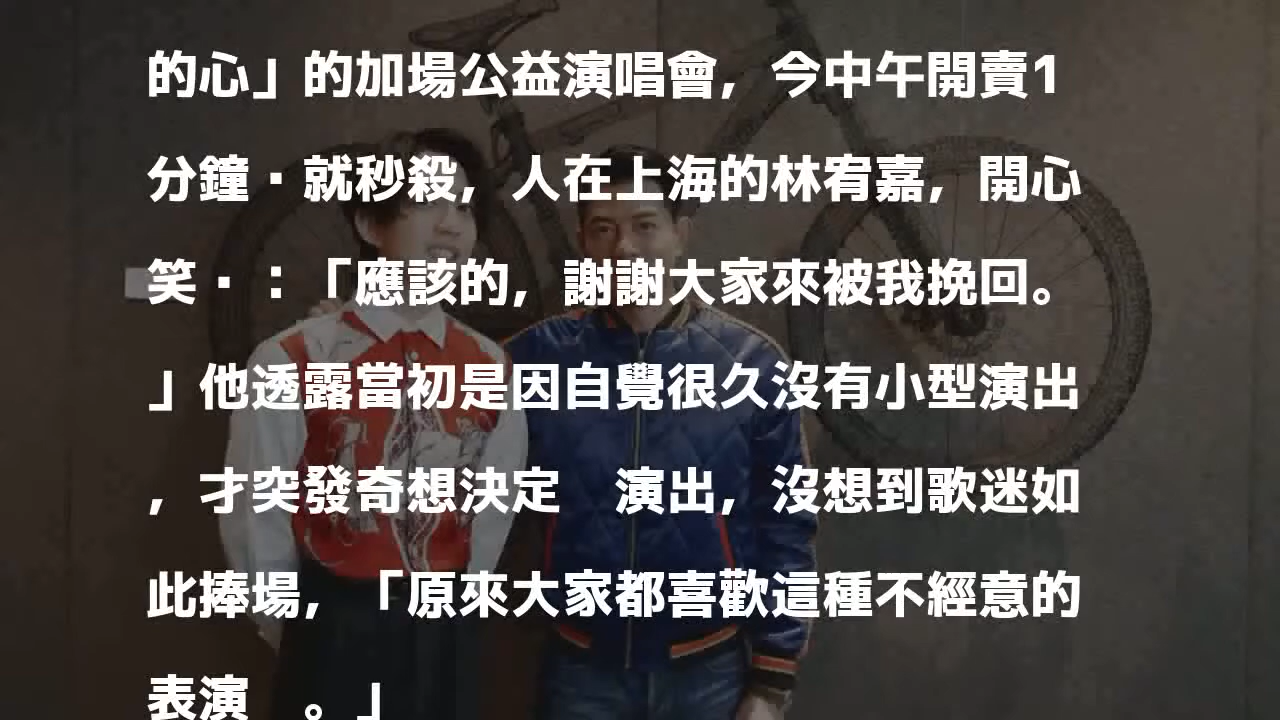 的心」的加場公益演唱會，今中午開賣1
分鐘▪就秒殺，人在上海的林宥嘉，開心
笑▪：「應該的，謝謝大家來被我挽回。
」他透露當初是因自覺很久沒有小型演出
，才突發奇想決定　演出，沒想到歌迷如
此捧場，「原來大家都喜歡這種不經意的
表演　。」